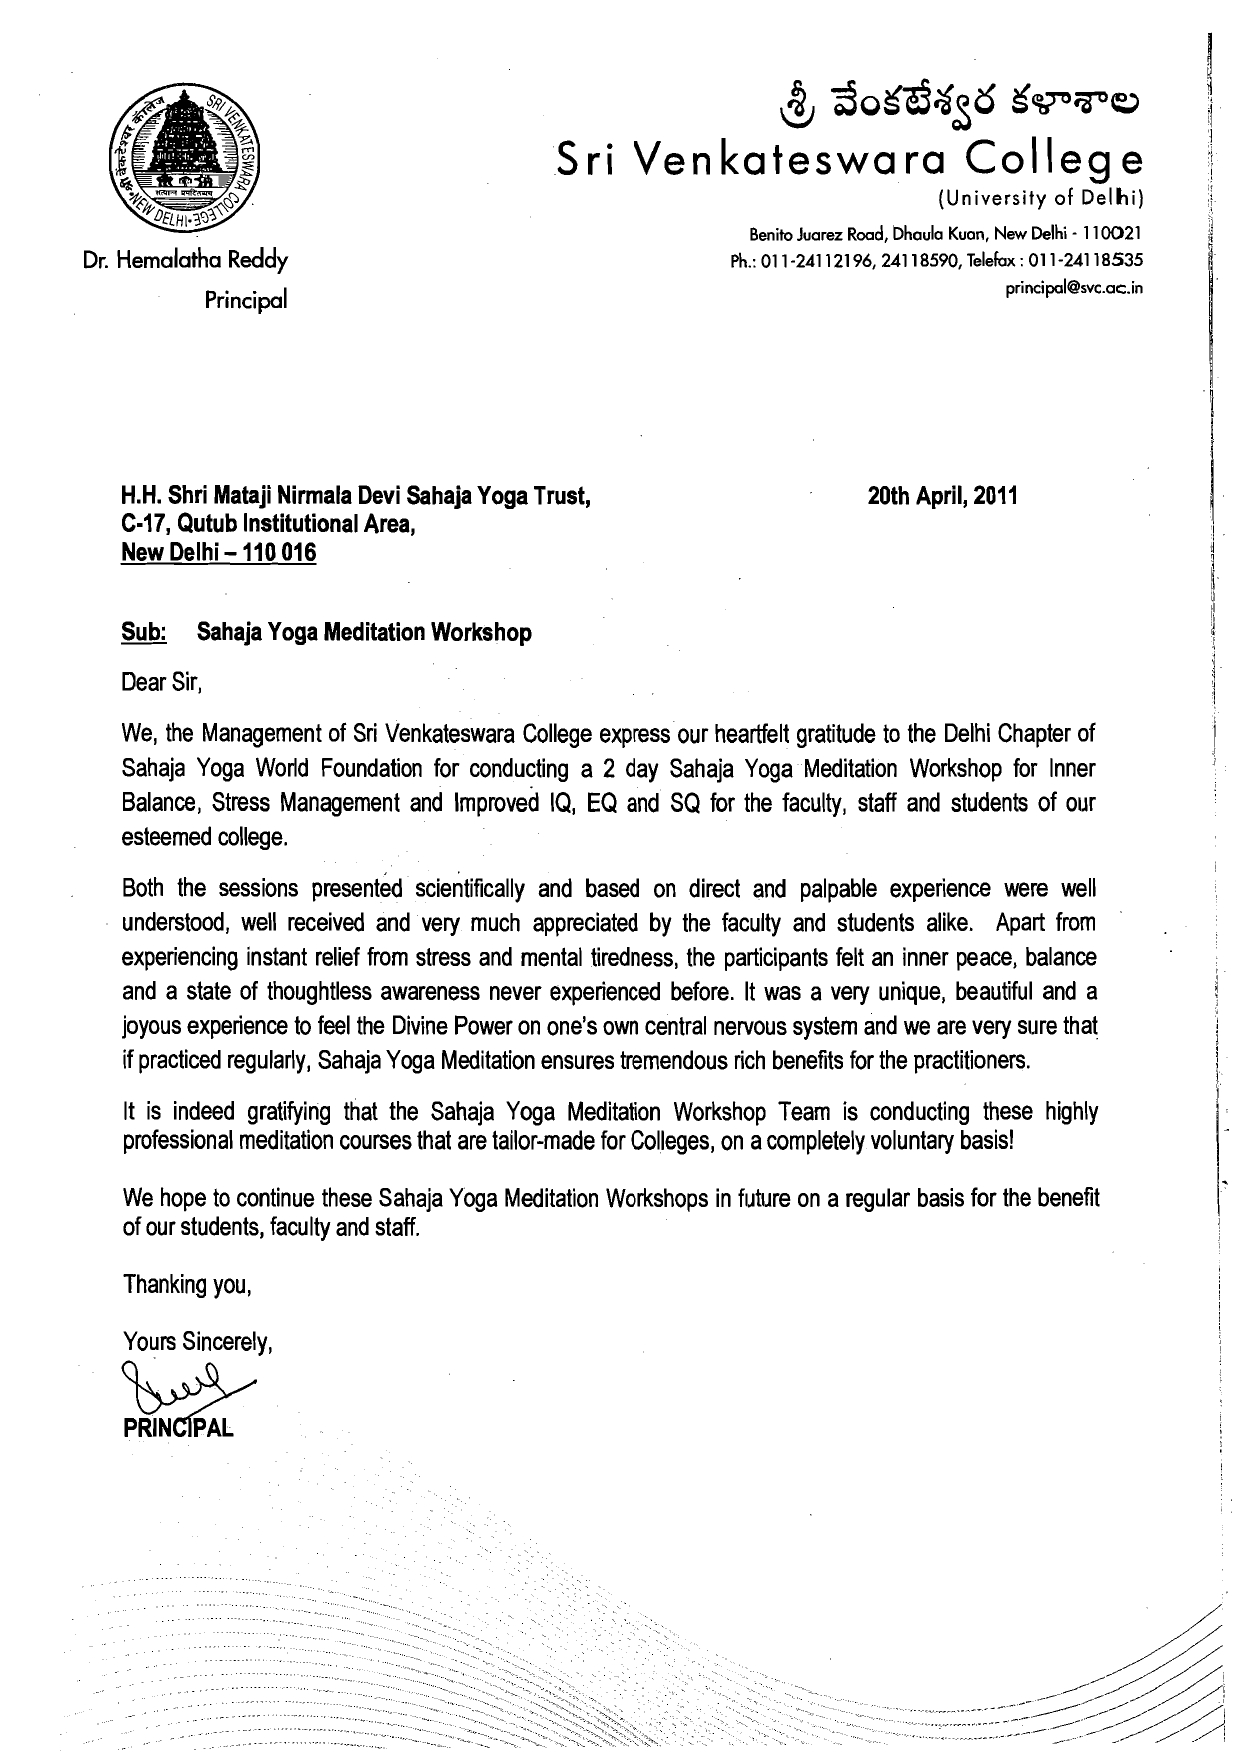 श्री वेंकटेश्वर कॉलेज
SRI VENKATESWARA COLLEGE
•NEW DELHI•
Dr. Hemalatha Reddy
Principal
శ్రీ వేంకటేశ్వర కళాశాల
Sri Venkateswara College
(University of Delhi)
Benito Juarez Road, Dhaula Kuan, New Delhi - 110021
Ph.: 011-24112196, 24118590, Telefax : 011-24118535
principal@svc.ac.in
H.H. Shri Mataji Nirmala Devi Sahaja Yoga Trust, 20th April, 2011
C-17, Qutub Institutional Area,
New Delhi – 110 016
Sub: Sahaja Yoga Meditation Workshop
Dear Sir,
We, the Management of Sri Venkateswara College express our heartfelt gratitude to the Delhi Chapter of
Sahaja Yoga World Foundation for conducting a 2 day Sahaja Yoga Meditation Workshop for Inner
Balance, Stress Management and Improved IQ, EQ and SQ for the faculty, staff and students of our
esteemed college.
Both the sessions presented scientifically and based on direct and palpable experience were well
understood, well received and very much appreciated by the faculty and students alike. Apart from
experiencing instant relief from stress and mental tiredness, the participants felt an inner peace, balance
and a state of thoughtless awareness never experienced before. It was a very unique, beautiful and a
joyous experience to feel the Divine Power on one's own central nervous system and we are very sure that
if practiced regularly, Sahaja Yoga Meditation ensures tremendous rich benefits for the practitioners.
It is indeed gratifying that the Sahaja Yoga Meditation Workshop Team is conducting these highly
professional meditation courses that are tailor-made for Colleges, on a completely voluntary basis!
We hope to continue these Sahaja Yoga Meditation Workshops in future on a regular basis for the benefit
of our students, faculty and staff.
Thanking you,
Yours Sincerely,
PRINCIPAL